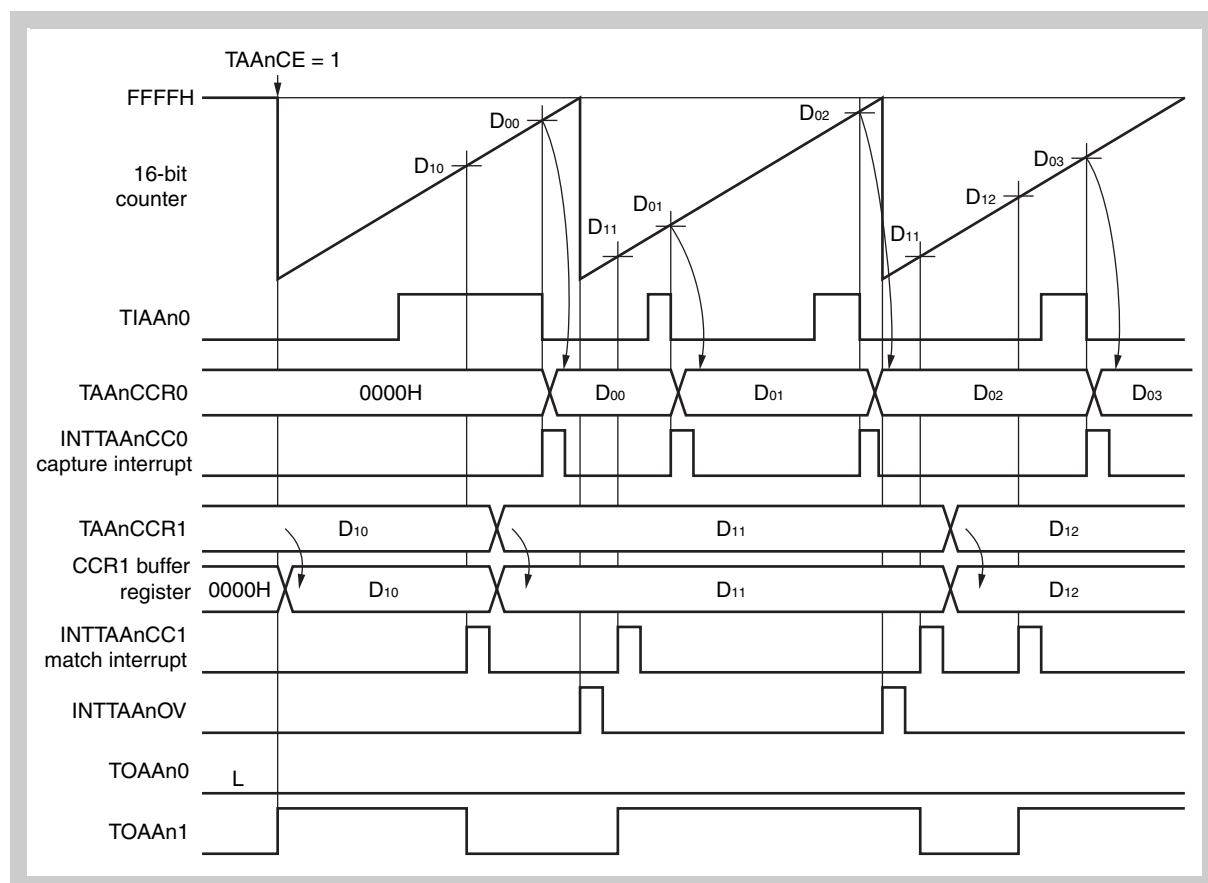 TAAnCE = 1
FFFFH
16-bit
counter
D10
D00
D11
D01
D02
D11
D12
D03
TIAAn0
TAAnCCR0
0000H
D00
D01
D02
D03
INTTAAnCC0
capture interrupt
TAAnCCR1
D10
D11
D12
CCR1 buffer
register
0000H
D10
D11
D12
INTTAAnCC1
match interrupt
INTTAAnOV
TOAAn0
L
TOAAn1